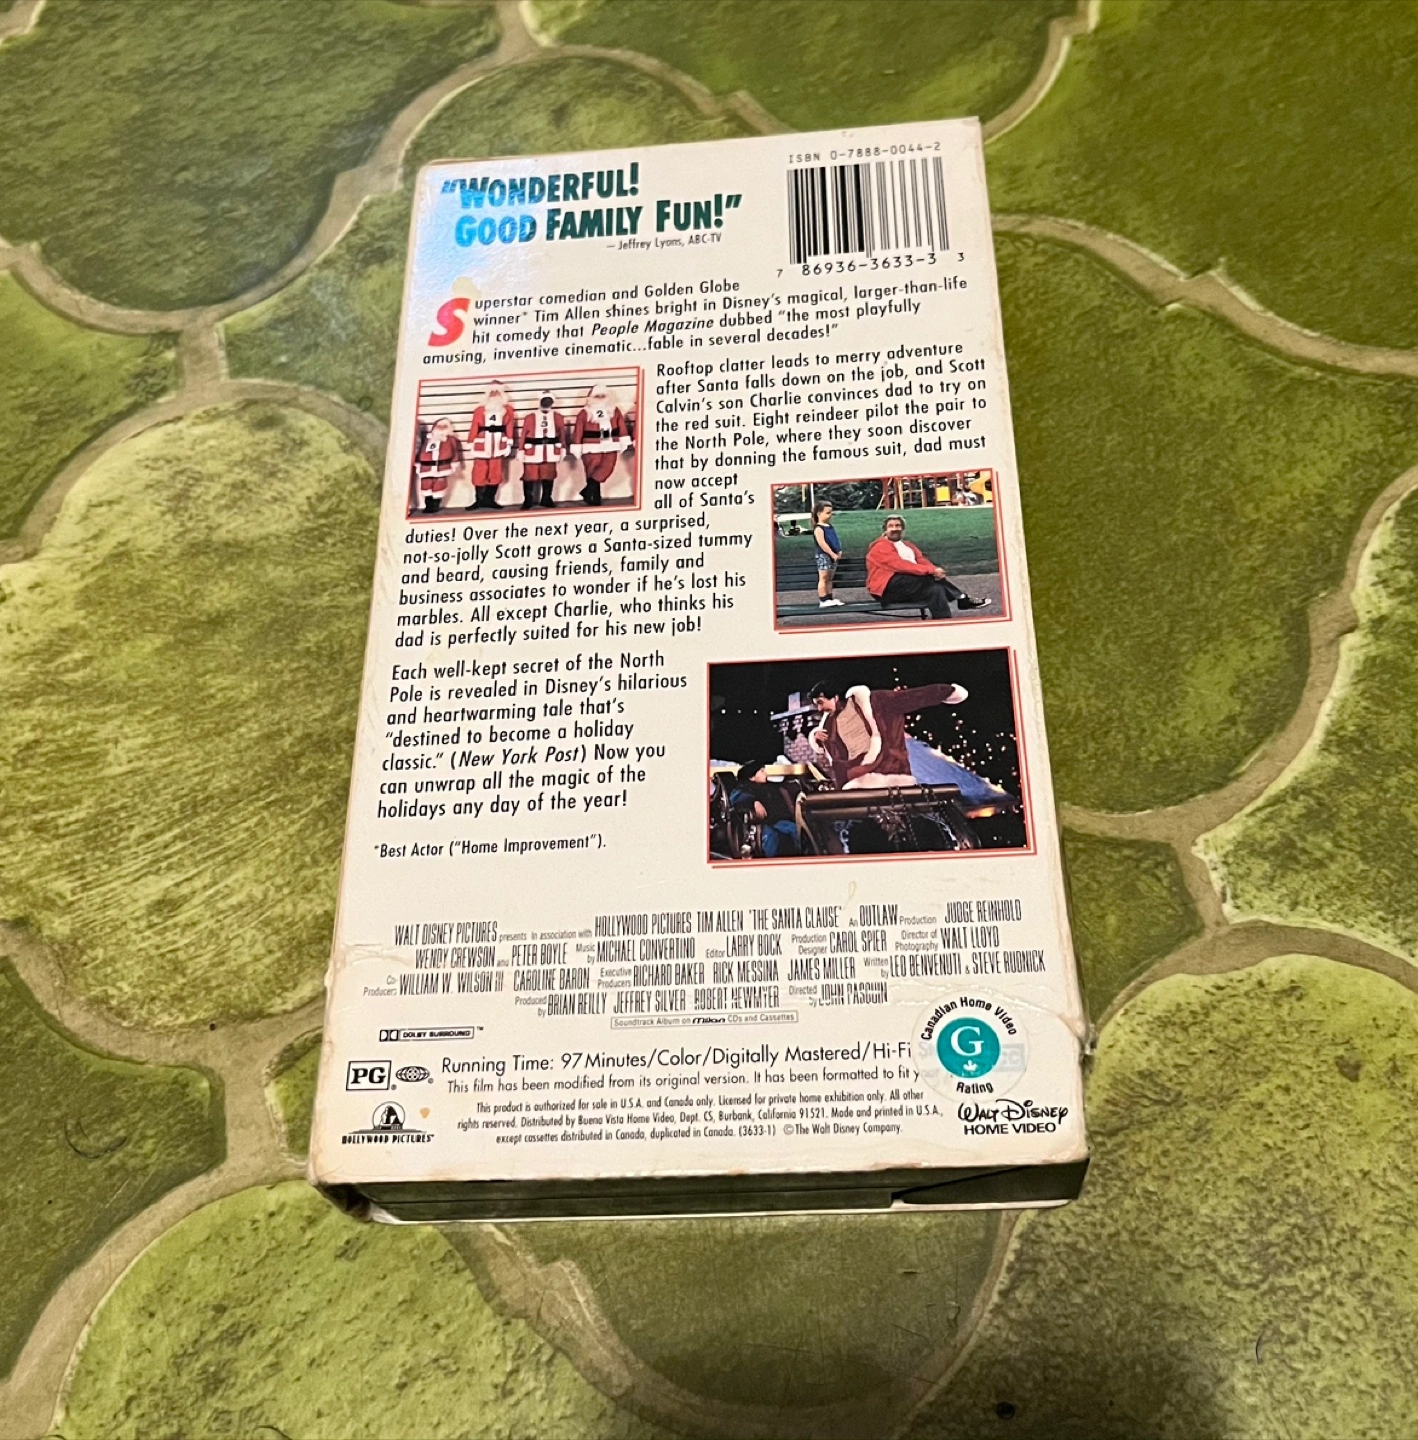 "WONDERFUL!
GOOD FAMILY FUN!"
– Jeffrey Lyons, ABC-TV
ISBN 0-7888-0044-2
7 86936-3633-3 3
Superstar comedian and Golden Globe
winner* Tim Allen shines bright in Disney's magical, larger-than-life
hit comedy that People Magazine dubbed "the most playfully
amusing, inventive cinematic...fable in several decades!"
6
4
3
2
Rooftop clatter leads to merry adventure
after Santa falls down on the job, and Scott
Calvin's son Charlie convinces dad to try on
the red suit. Eight reindeer pilot the pair to
the North Pole, where they soon discover
that by donning the famous suit, dad must
now accept
all of Santa's
duties! Over the next year, a surprised,
not-so-jolly Scott grows a Santa-sized tummy
and beard, causing friends, family and
business associates to wonder if he's lost his
marbles. All except Charlie, who thinks his
dad is perfectly suited for his new job!
Each well-kept secret of the North
Pole is revealed in Disney's hilarious
and heartwarming tale that's
"destined to become a holiday
classic." (New York Post) Now you
can unwrap all the magic of the
holidays any day of the year!
*Best Actor ("Home Improvement").
WALT DISNEY PICTURES presents In association with HOLLYWOOD PICTURES TIM ALLEN "THE SANTA CLAUSE" An OUTLAW Production JUDGE REINHOLD
WENDY CREWSON and PETER BOYLE Music by MICHAEL CONVERTINO Editor LARRY BOCK Production Designer CAROL SPIER Director of Photography WALT LLOYD
Co-Producers WILLIAM W. WILSON III CAROLINE BARON Executive Producers RICHARD BAKER RICK MESSINA JAMES MILLER Written by LEO BENVENUTI & STEVE RUDNICK
Produced by BRIAN REILLY JEFFREY SILVER ROBERT NEWMYER Directed by JOHN PASQUIN
Soundtrack Album on milan CDs and Cassettes
DOLBY SURROUND ™
PG ®
Running Time: 97 Minutes/Color/Digitally Mastered/Hi-Fi
This film has been modified from its original version. It has been formatted to fit y
This product is authorized for sale in U.S.A. and Canada only. Licensed for private home exhibition only. All other
rights reserved. Distributed by Buena Vista Home Video, Dept. CS, Burbank, California 91521. Made and printed in U.S.A.,
except cassettes distributed in Canada, duplicated in Canada. (3633-1) © The Walt Disney Company.
HOLLYWOOD PICTURES®
Canadian Home Video
G
Rating
WALT DISNEY
HOME VIDEO